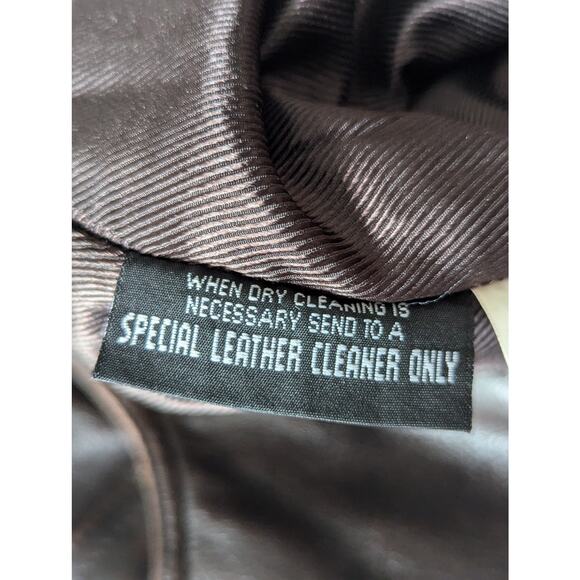 WHEN DRY CLEANING IS
NECESSARY SEND TO A
SPECIAL LEATHER CLEANER ONLY